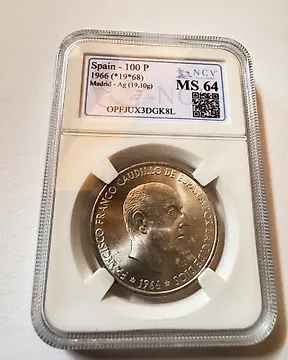 Spain - 100 P
1966 (*19*68)
Madrid - Ag (19,10g)
NCV
MS 64
OPFJUX3DGK8L
FRANCISCO FRANCO CAUDILLO DE ESPAÑA POR LA G. DE DIOS
* 1966 *